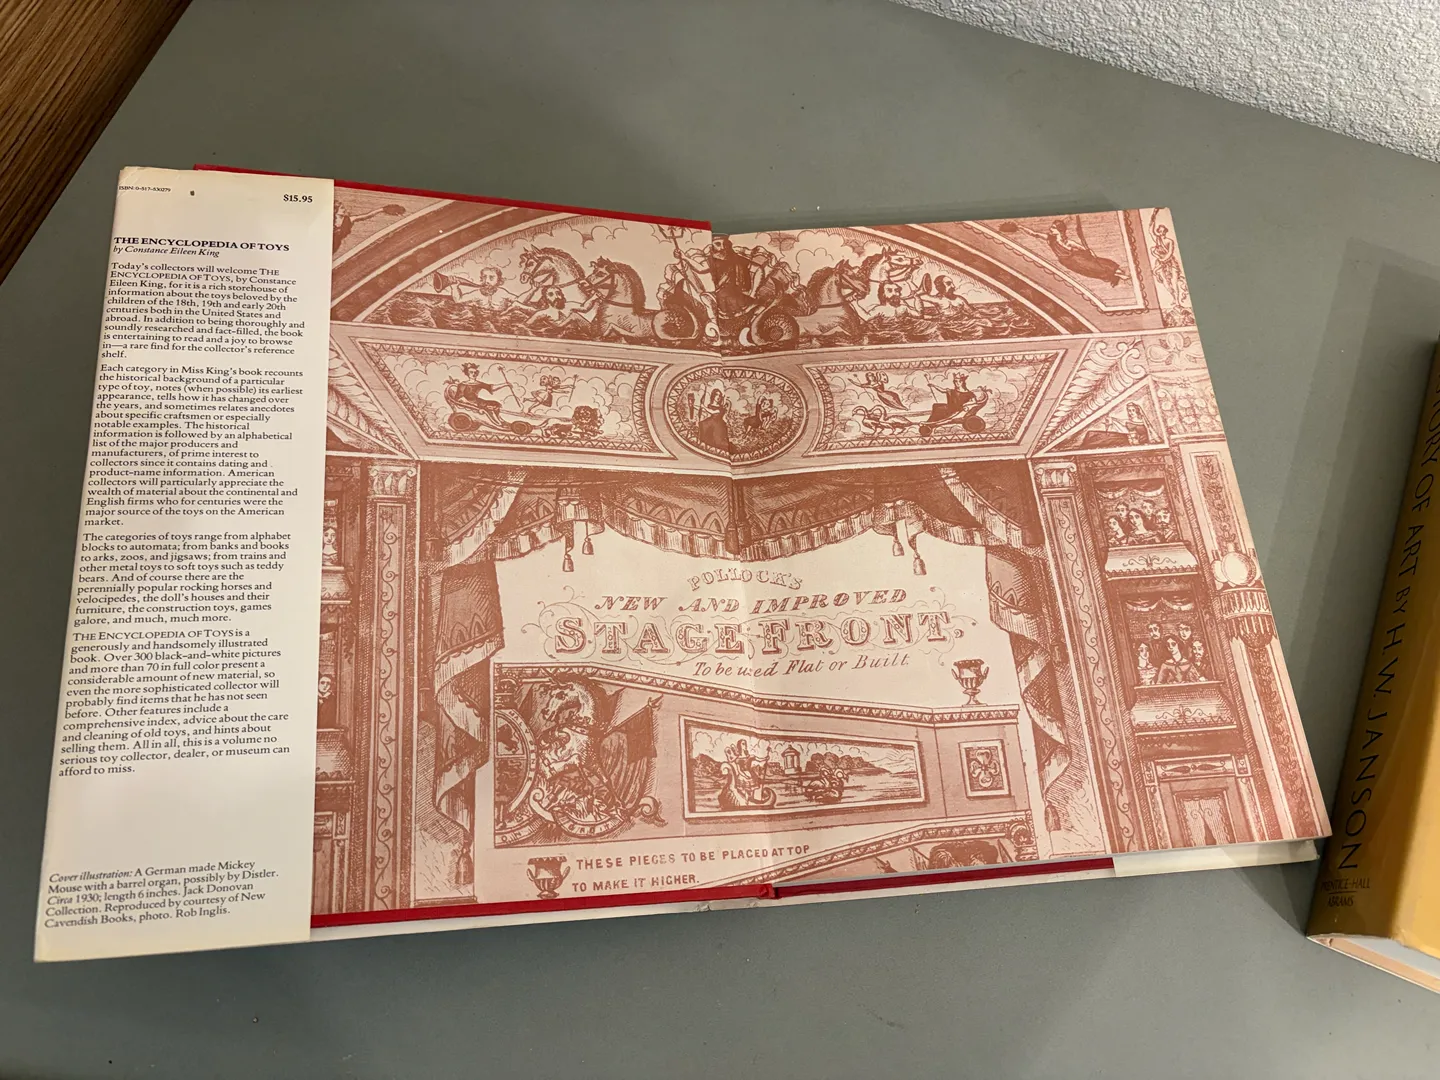 ISBN: 0-517-530279
$15.95
THE ENCYCLOPEDIA OF TOYS
by Constance Eileen King
Today's collectors will welcome THE
ENCYCLOPEDIA OF TOYS, by Constance
Eileen King, for it is a rich storehouse of
information about the toys beloved by the
children of the 18th, 19th and early 20th
centuries both in the United States and
abroad. In addition to being thoroughly and
soundly researched and fact-filled, the book
is entertaining to read and a joy to browse
in—a rare find for the collector's reference
shelf.
Each category in Miss King's book recounts
the historical background of a particular
type of toy, notes (when possible) its earliest
appearance, tells how it has changed over
the years, and sometimes relates anecdotes
about specific craftsmen or especially
notable examples. The historical
information is followed by an alphabetical
list of the major producers and
manufacturers, of prime interest to
collectors since it contains dating and
product-name information. American
collectors will particularly appreciate the
wealth of material about the continental and
English firms who for centuries were the
major source of the toys on the American
market.
The categories of toys range from alphabet
blocks to automata; from banks and books
to arks, zoos, and jigsaws; from trains and
other metal toys to soft toys such as teddy
bears. And of course there are the
perennially popular rocking horses and
velocipedes, the doll's houses and their
furniture, the construction toys, games
galore, and much, much more.
THE ENCYCLOPEDIA OF TOYS is a
generously and handsomely illustrated
book. Over 300 black-and-white pictures
and more than 70 in full color present a
considerable amount of new material, so
even the more sophisticated collector will
probably find items that he has not seen
before. Other features include a
comprehensive index, advice about the care
and cleaning of old toys, and hints about
selling them. All in all, this is a volume no
serious toy collector, dealer, or museum can
afford to miss.
Cover illustration: A German made Mickey
Mouse with a barrel organ, possibly by Distler.
Circa 1930; length 6 inches. Jack Donovan
Collection. Reproduced by courtesy of New
Cavendish Books, photo. Rob Inglis.
POLLOCK'S
NEW AND IMPROVED
STAGE FRONT.
To be used Flat or Built.
THESE PIECES TO BE PLACED AT TOP
TO MAKE IT HIGHER.
OF ART BY H.W. JANSON
PRENTICE-HALL
ABRAMS